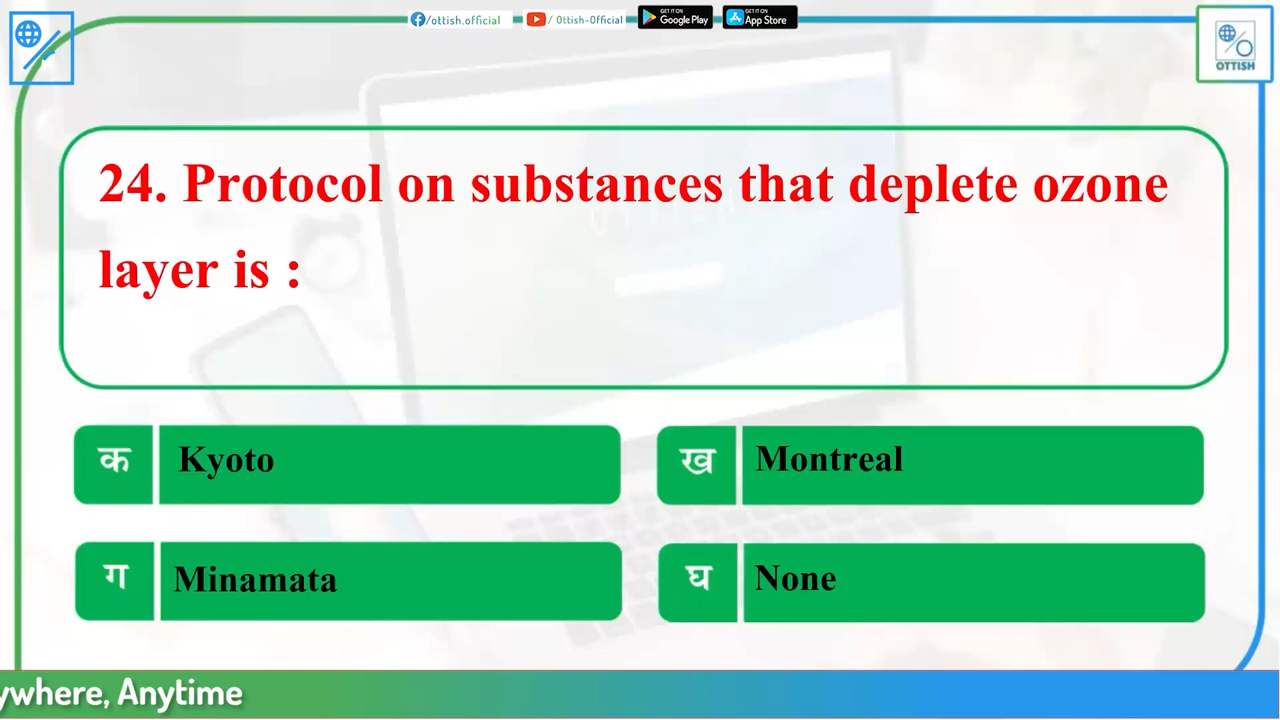 /ottish.official
/ Ottish-Official
GET IT ON
Google Play
GET IT ON
App Store
OTTISH
24. Protocol on substances that deplete ozone
layer is :
क Kyoto
ख Montreal
ग Minamata
घ None
ywhere, Anytime